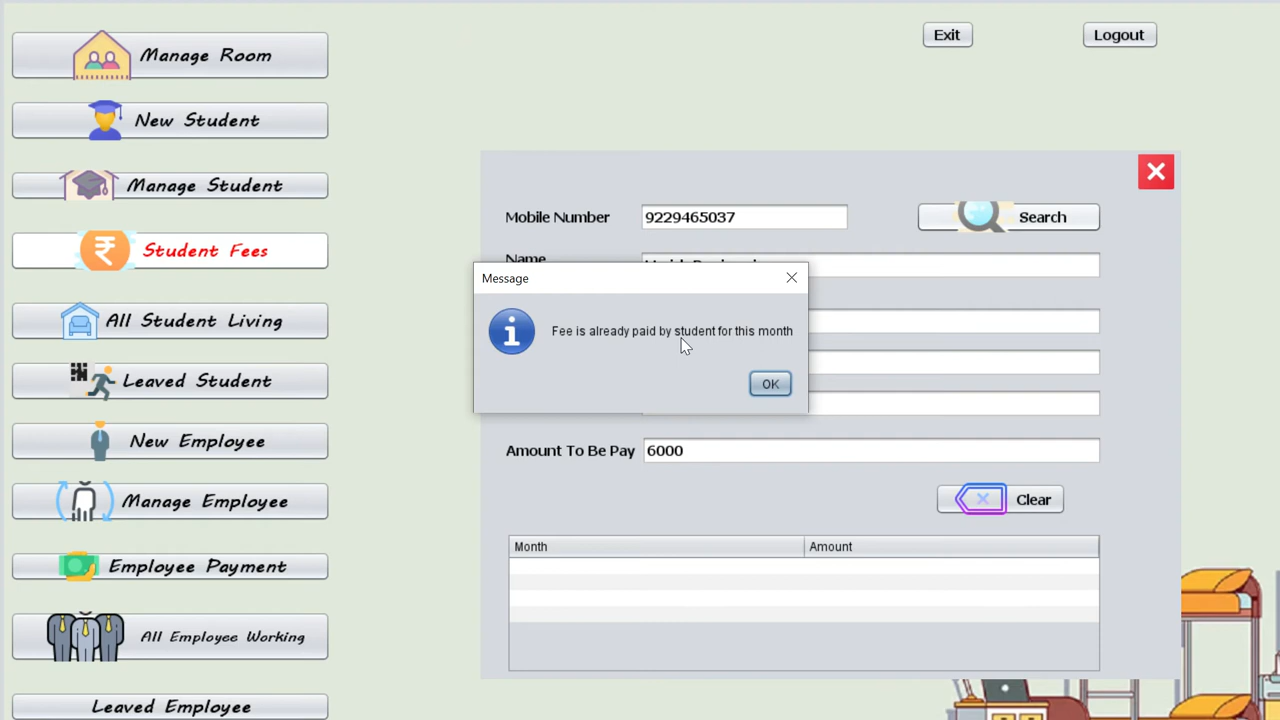 Manage Room
New Student
Manage Student
Student Fees
All Student Living
Leaved Student
New Employee
Manage Employee
Employee Payment
All Employee Working
Leaved Employee
Exit
Logout
Mobile Number
9229465037
Search
Name
Message
Fee is already paid by student for this month
OK
Amount To Be Pay
6000
Clear
Month
Amount